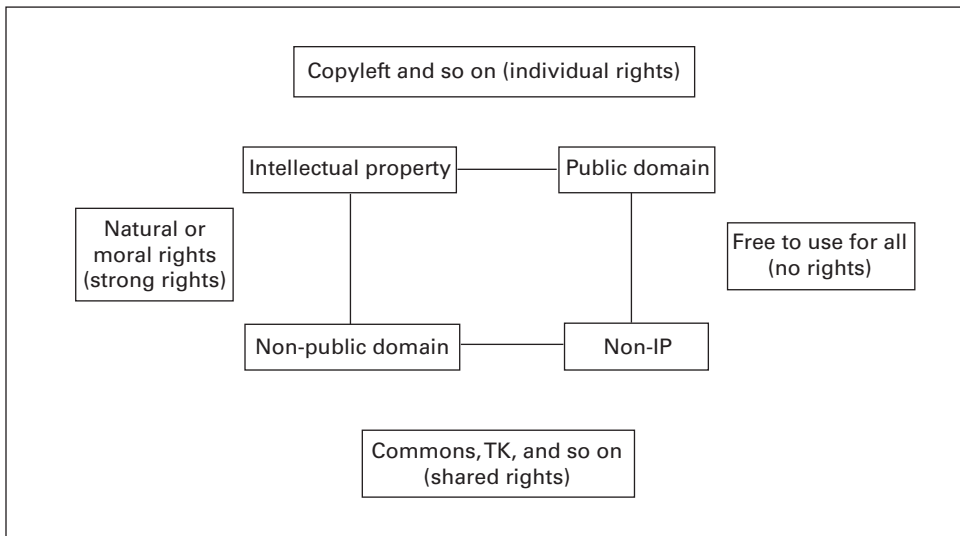 Copyleft and so on (individual rights)
Intellectual property
Public domain
Natural or
moral rights
(strong rights)
Free to use for all
(no rights)
Non-public domain
Non-IP
Commons, TK, and so on
(shared rights)